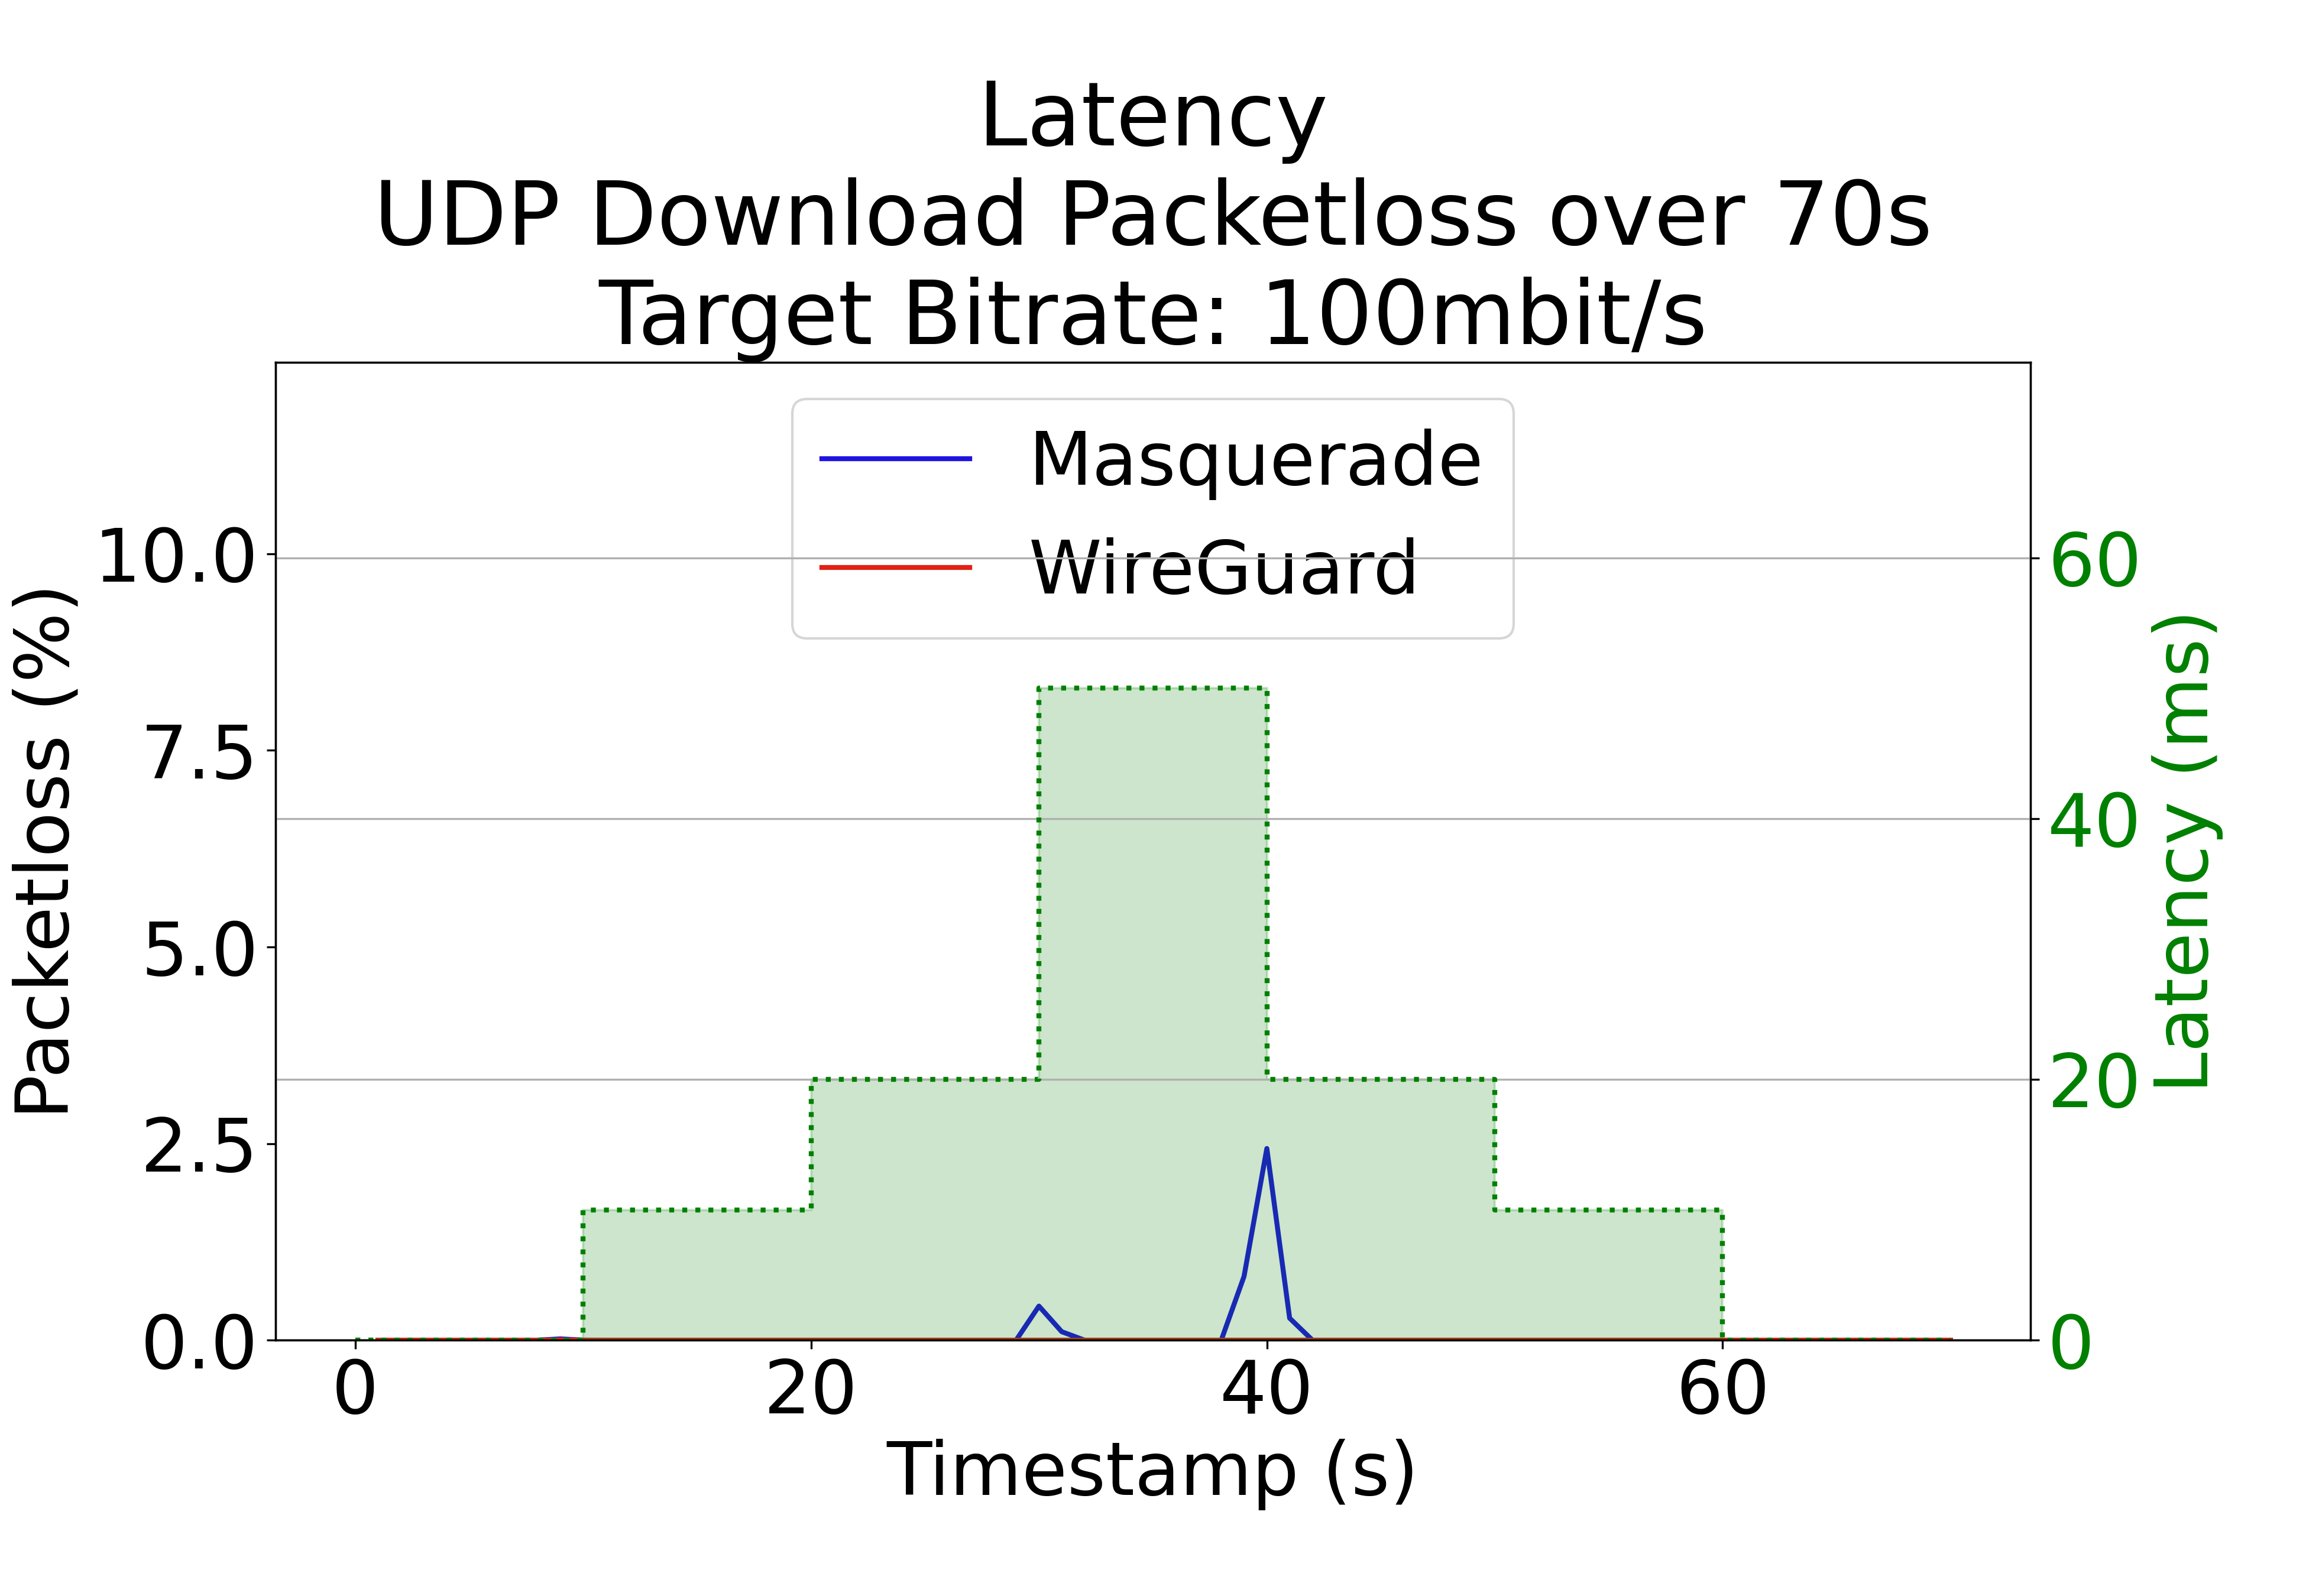 Latency
UDP Download Packetloss over 70s
Target Bitrate: 100mbit/s
Masquerade
WireGuard
Packetloss (%)
10.0
7.5
5.0
2.5
0.0
60
40
20
0
Latency (ms)
0
20
40
60
Timestamp (s)